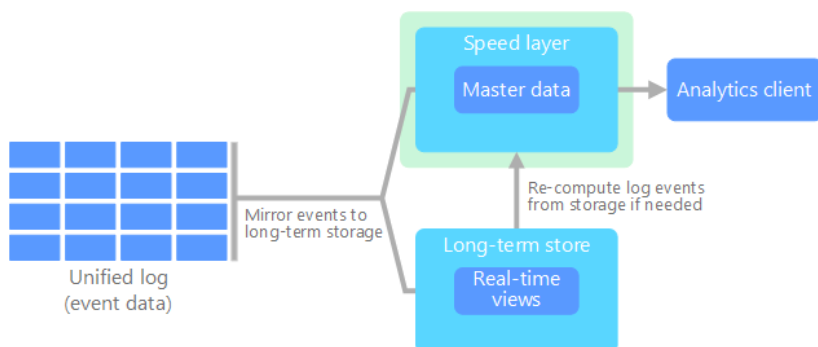 Speed layer
Master data
Analytics client
Mirror events to
long-term storage
Re-compute log events
from storage if needed
Unified log
(event data)
Long-term store
Real-time
views